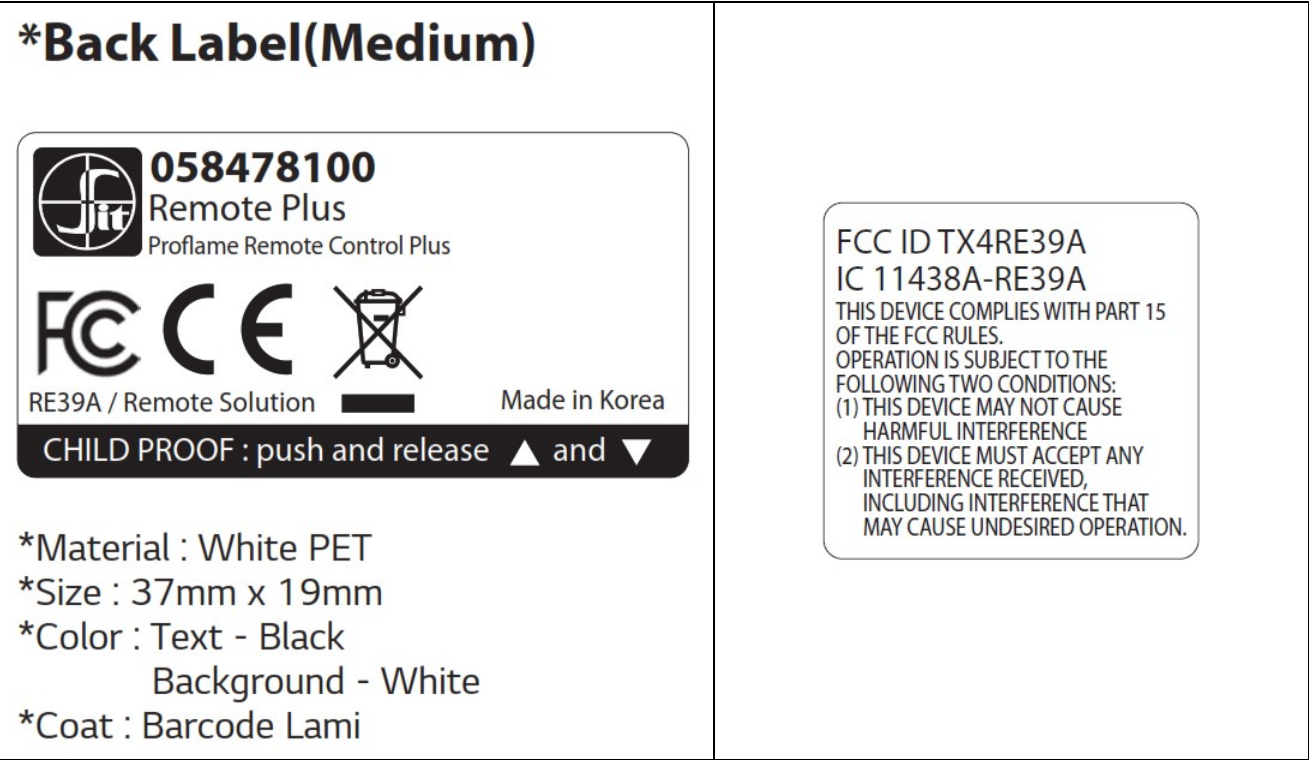 *Back Label(Medium)
Sit
058478100
Remote Plus
Proflame Remote Control Plus
FC CE
RE39A / Remote Solution
Made in Korea
CHILD PROOF : push and release ▲ and ▼
*Material : White PET
*Size : 37mm x 19mm
*Color : Text - Black
Background - White
*Coat : Barcode Lami
FCC ID TX4RE39A
IC 11438A-RE39A
THIS DEVICE COMPLIES WITH PART 15
OF THE FCC RULES.
OPERATION IS SUBJECT TO THE
FOLLOWING TWO CONDITIONS:
(1) THIS DEVICE MAY NOT CAUSE
HARMFUL INTERFERENCE
(2) THIS DEVICE MUST ACCEPT ANY
INTERFERENCE RECEIVED,
INCLUDING INTERFERENCE THAT
MAY CAUSE UNDESIRED OPERATION.